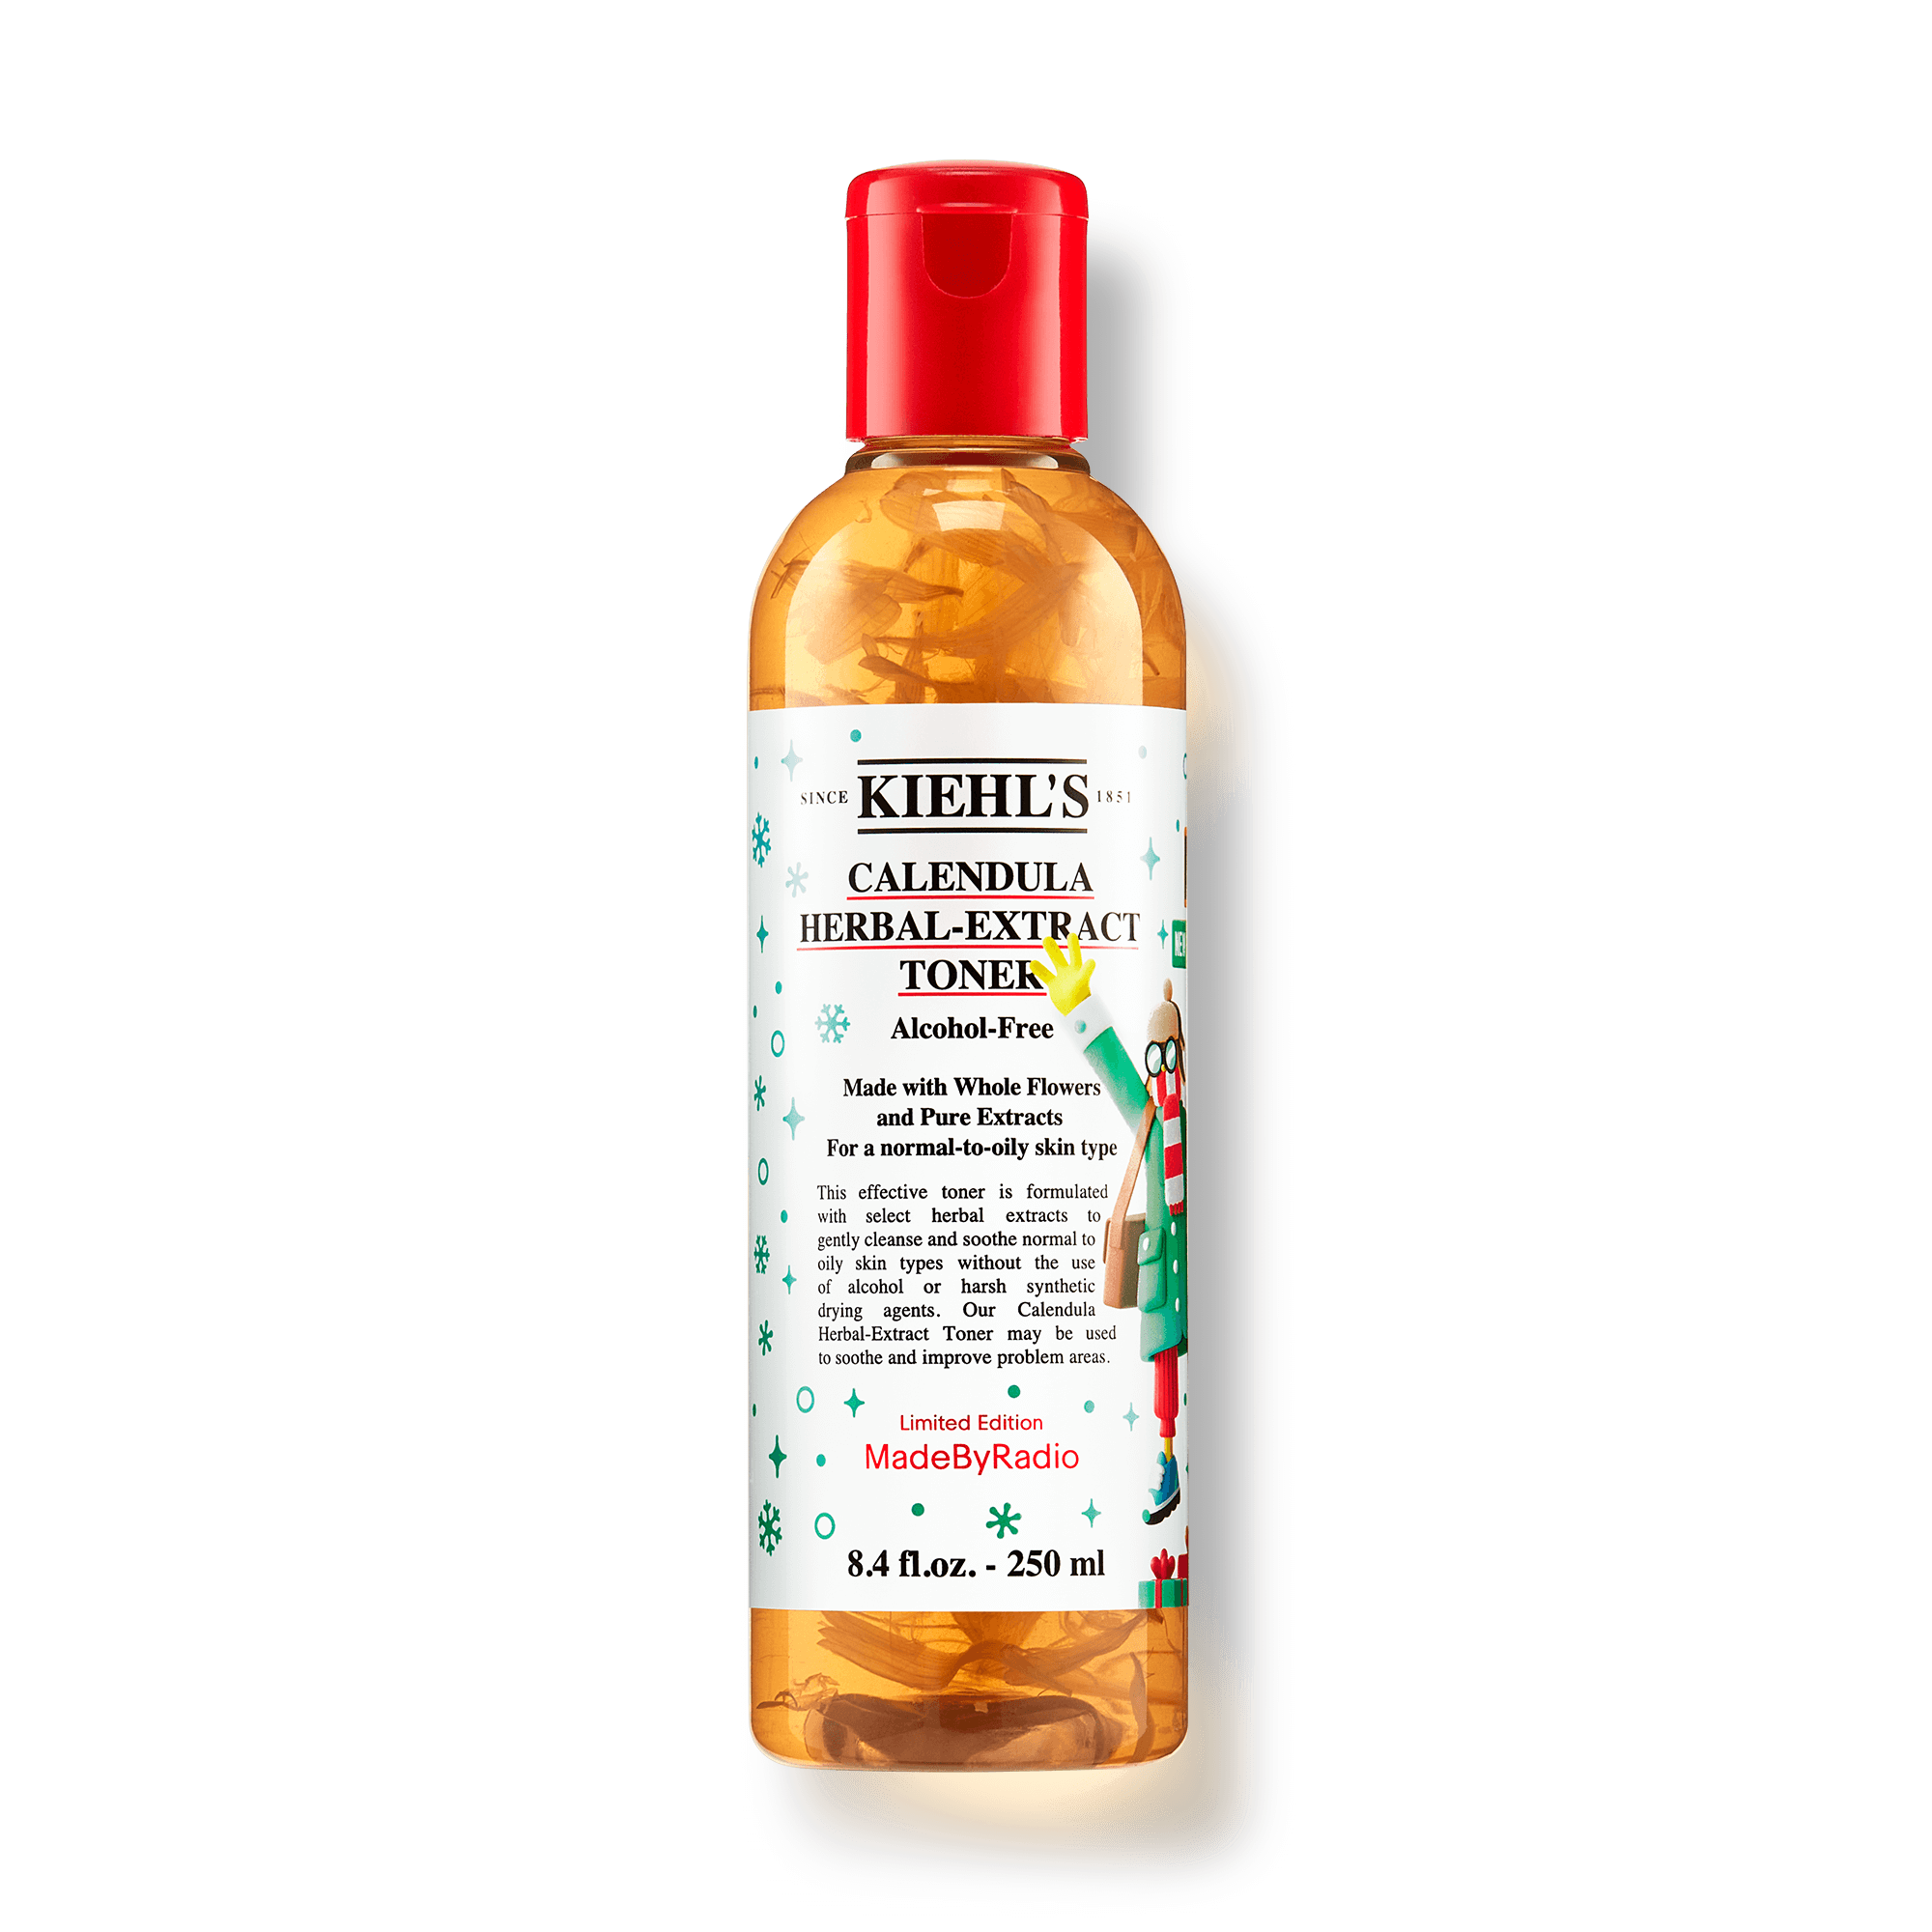 SINCE KIEHL'S 1851
CALENDULA
HERBAL-EXTRACT
TONER
Alcohol-Free
Made with Whole Flowers
and Pure Extracts
For a normal-to-oily skin type
This effective toner is formulated
with select herbal extracts to
gently cleanse and soothe normal to
oily skin types without the use
of alcohol or harsh synthetic
drying agents. Our Calendula
Herbal-Extract Toner may be used
to soothe and improve problem areas.
Limited Edition
MadeByRadio
8.4 fl.oz. - 250 ml